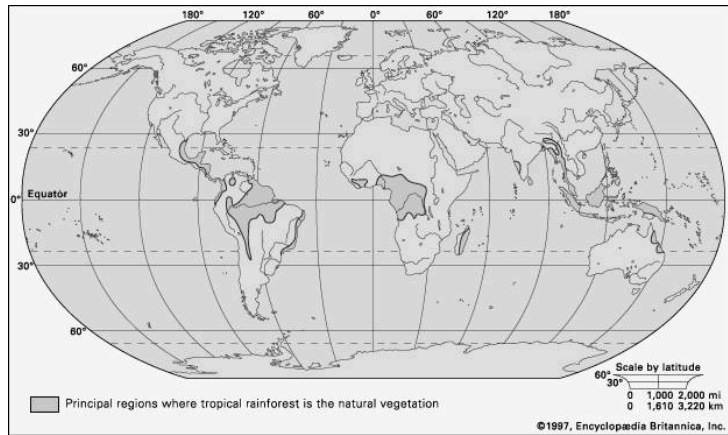 180° 120° 60° 0° 60° 120° 180°
60°
30°
Equator 0°
30°
60°
Principal regions where tropical rainforest is the natural vegetation
Scale by latitude
60°
30°
0 1,000 2,000 mi
0 1,610 3,220 km
©1997, Encyclopædia Britannica, Inc.